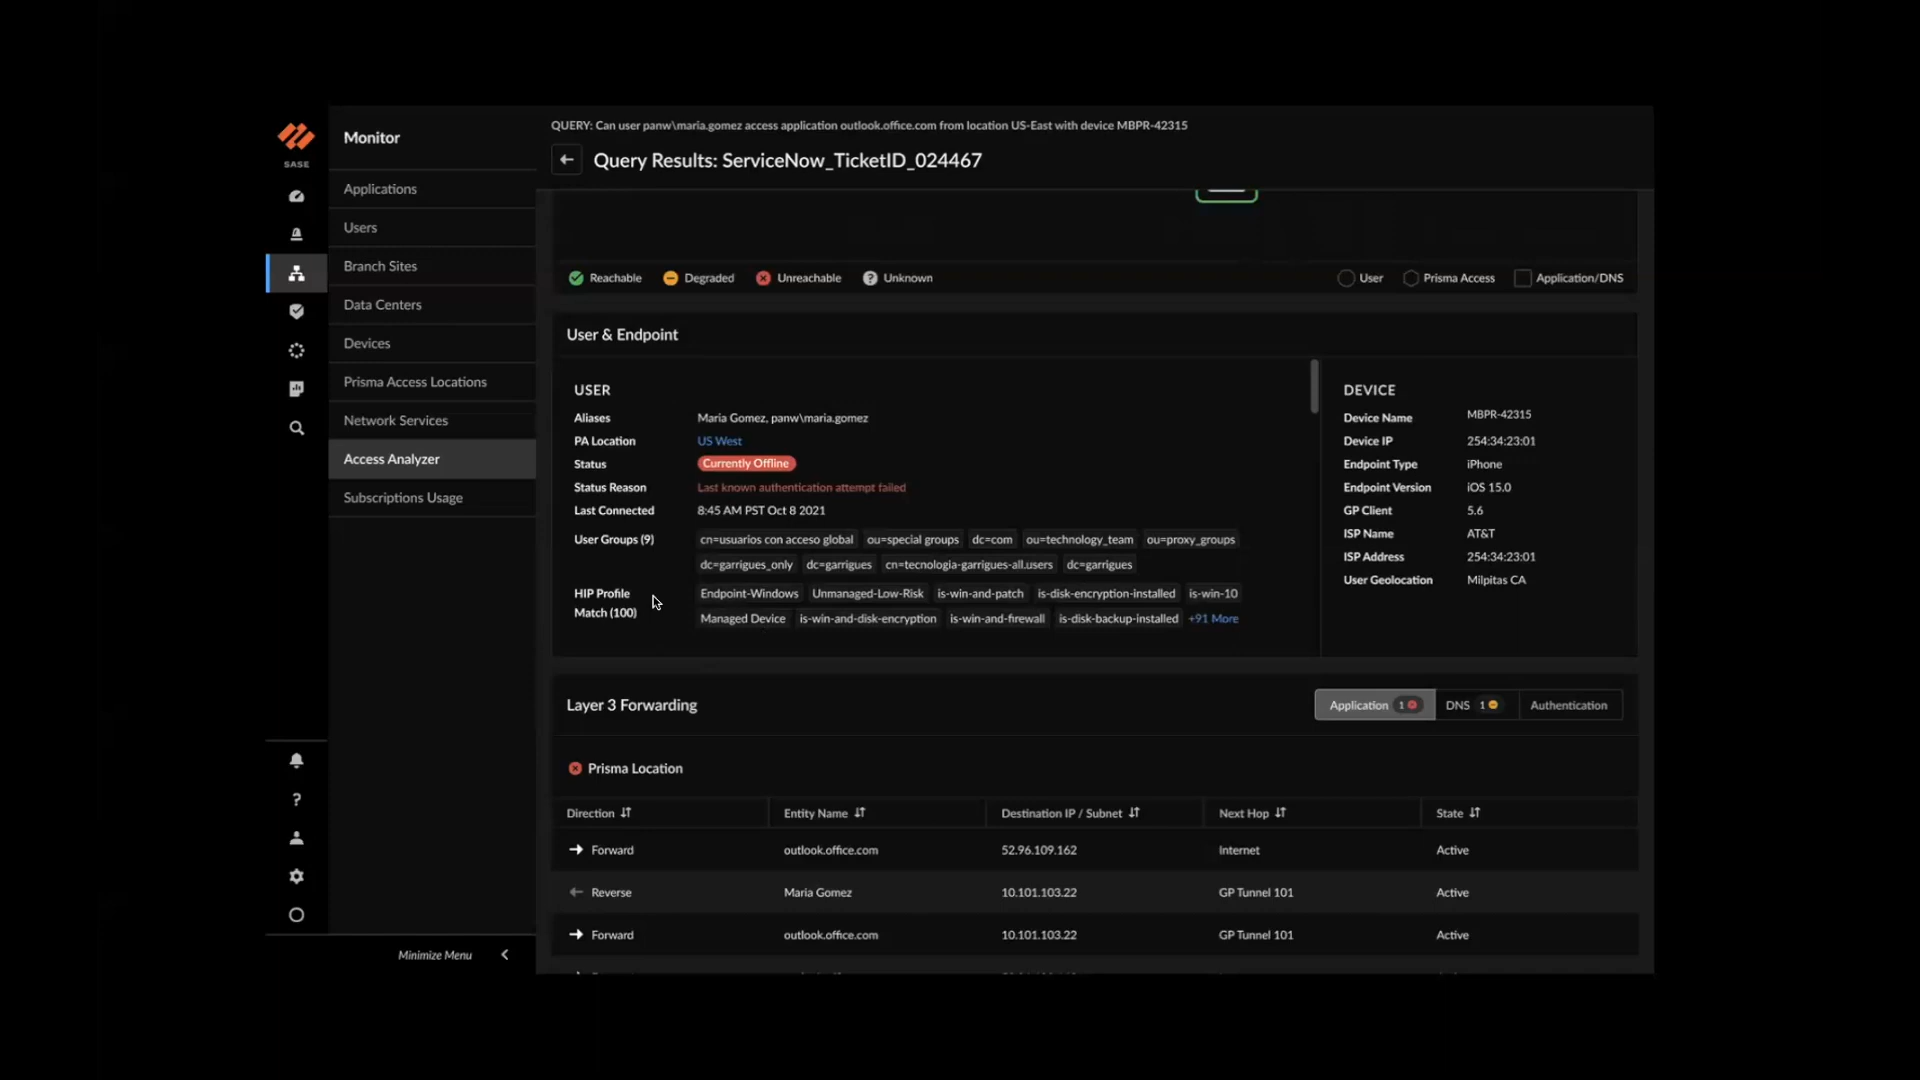 SASE
Monitor
Applications
Users
Branch Sites
Data Centers
Devices
Prisma Access Locations
Network Services
Access Analyzer
Subscriptions Usage
Minimize Menu
QUERY: Can user panw\maria.gomez access application outlook.office.com from location US-East with device MBPR-42315
Query Results: ServiceNow_TicketID_024467
Reachable Degraded Unreachable ? Unknown User Prisma Access Application/DNS
User & Endpoint
USER
Aliases Maria Gomez, panw\maria.gomez
PA Location US West
Status Currently Offline
Status Reason Last known authentication attempt failed
Last Connected 8:45 AM PST Oct 8 2021
User Groups (9) cn=usuarios con acceso global ou=special groups dc=com ou=technology_team ou=proxy_groups
dc=garrigues_only dc=garrigues cn=tecnologia-garrigues-all.users dc=garrigues
HIP Profile Match (100) Endpoint-Windows Unmanaged-Low-Risk is-win-and-patch is-disk-encryption-installed is-win-10
Managed Device is-win-and-disk-encryption is-win-and-firewall is-disk-backup-installed +91 More
DEVICE
Device Name MBPR-42315
Device IP 254:34:23:01
Endpoint Type iPhone
Endpoint Version iOS 15.0
GP Client 5.6
ISP Name AT&T
ISP Address 254:34:23:01
User Geolocation Milpitas CA
Layer 3 Forwarding Application 1 DNS 1 Authentication
Prisma Location
Direction Entity Name Destination IP / Subnet Next Hop State
Forward outlook.office.com 52.96.109.162 Internet Active
Reverse Maria Gomez 10.101.103.22 GP Tunnel 101 Active
Forward outlook.office.com 10.101.103.22 GP Tunnel 101 Active